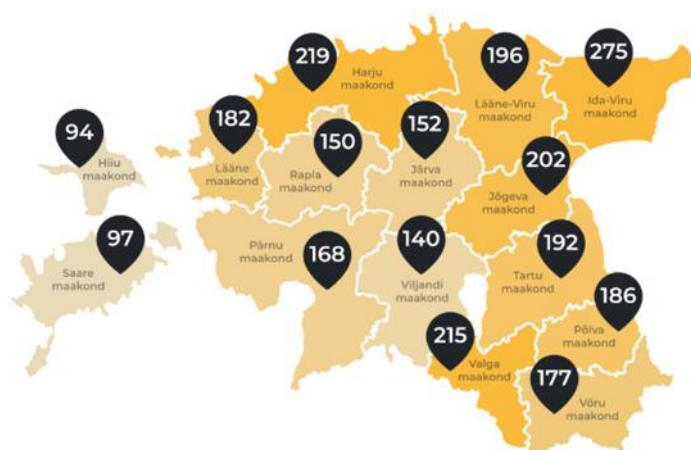 219
Harju
maakond
196
Lääne-Viru
maakond
275
Ida-Viru
maakond
94
Hiiu
maakond
182
Lääne
maakond
150
Rapla
maakond
152
Järva
maakond
202
Jõgeva
maakond
97
Saare
maakond
168
Pärnu
maakond
140
Viljandi
maakond
192
Tartu
maakond
186
Põlva
maakond
215
Valga
maakond
177
Võru
maakond